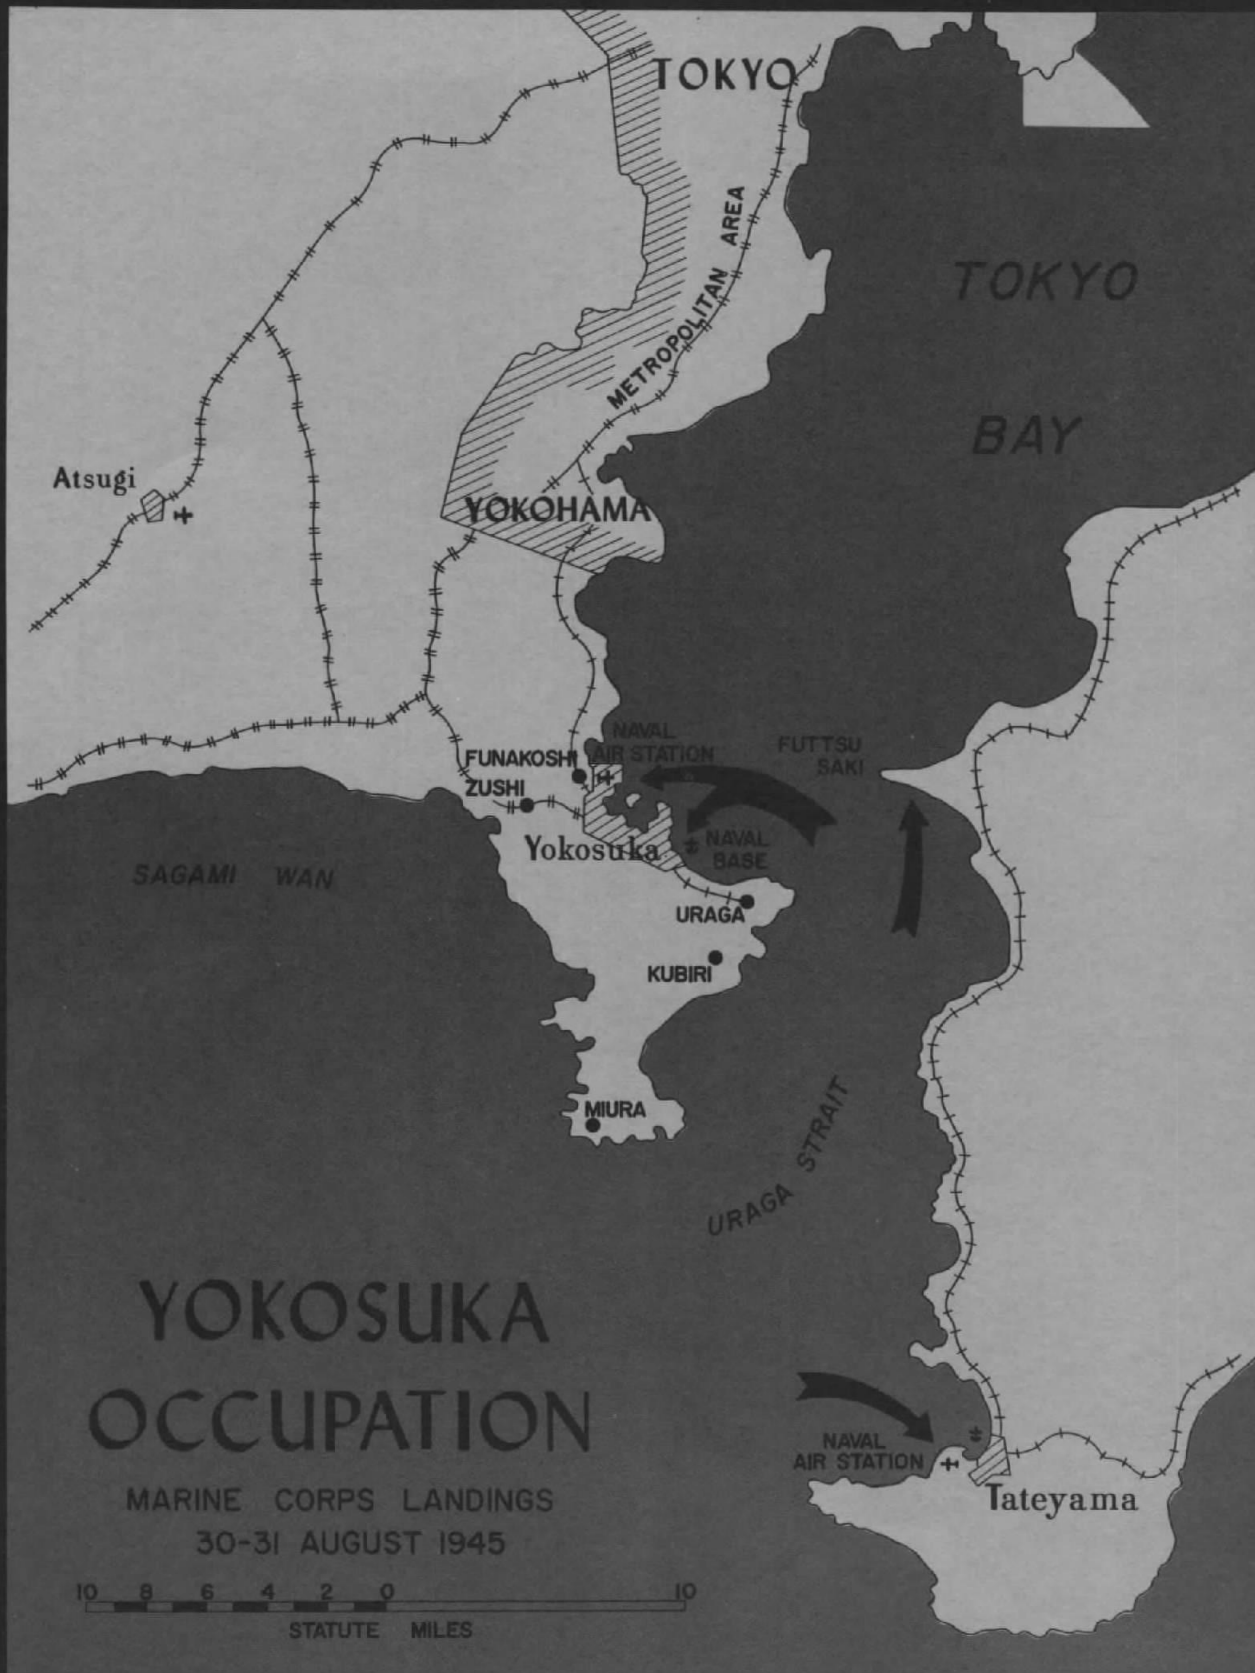 TOKYO
METROPOLITAN AREA
TOKYO
BAY
Atsugi
YOKOHAMA
NAVAL
AIR STATION
FUNAKOSHI
ZUSHI
FUTTSU
SAKI
Yokosuka
NAVAL
BASE
SAGAMI WAN
URAGA
KUBIRI
MIURA
URAGA STRAIT
YOKOSUKA
OCCUPATION
MARINE CORPS LANDINGS
30-31 AUGUST 1945
10 8 6 4 2 0 10
STATUTE MILES
NAVAL
AIR STATION
Tateyama